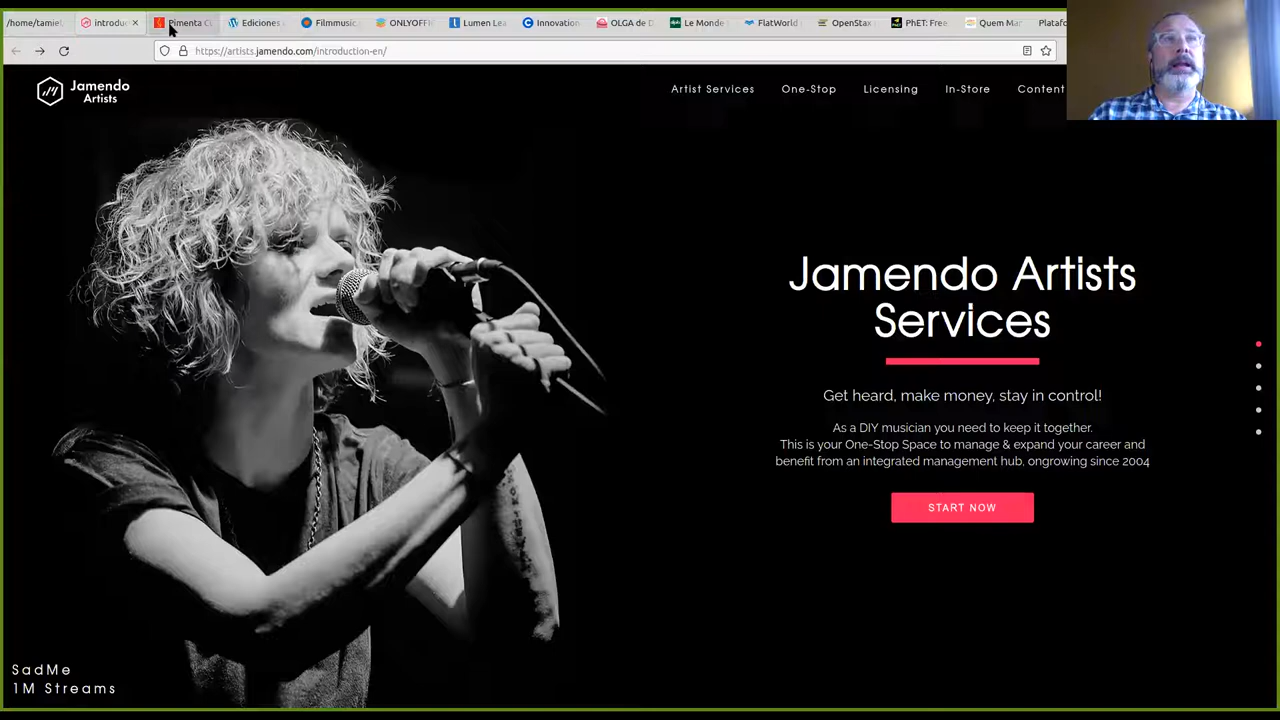 /home/tamiel
introduc
Pimenta Cu
Ediciones
Filmmusic
ONLYOFFI
Lumen Lea
Innovation
OLGA de D
Le Monde
FlatWorld
OpenStax
PhET: Free
Quem Man
Platafo
https://artists.jamendo.com/introduction-en/
Jamendo
Artists
Artist Services
One-Stop
Licensing
In-Store
Content
Jamendo Artists
Services
Get heard, make money, stay in control!
As a DIY musician you need to keep it together.
This is your One-Stop Space to manage & expand your career and
benefit from an integrated management hub, ongrowing since 2004
START NOW
SadMe
1M Streams